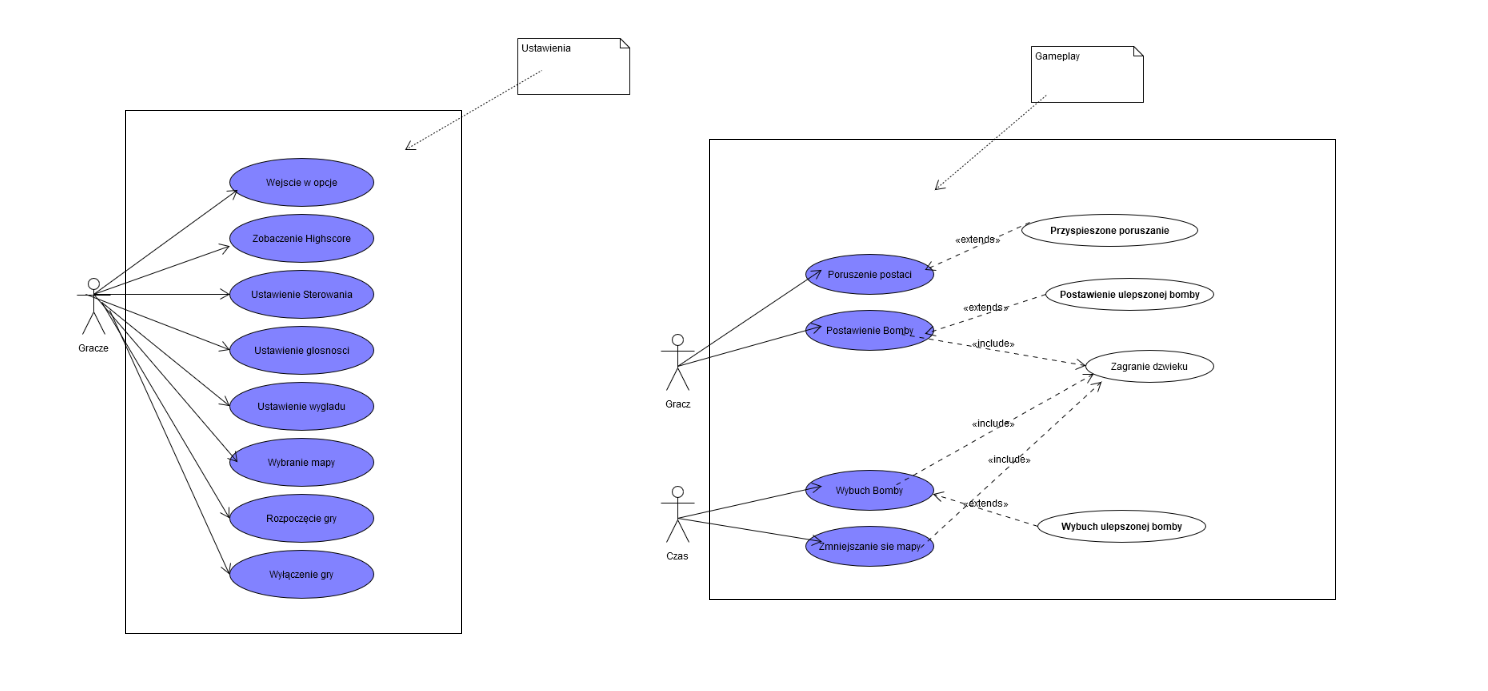 Ustawienia
Wejscie w opcje
Zobaczenie Highscore
Ustawienie Sterowania
Ustawienie glosnosci
Ustawienie wygladu
Wybranie mapy
Rozpoczęcie gry
Wyłączenie gry
Gracze
Gameplay
Przyspieszone poruszanie
«extends»
Poruszenie postaci
Postawienie ulepszonej bomby
«extends»
Postawienie Bomby
«include»
Zagranie dzwieku
Gracz
«include»
«include»
Wybuch Bomby
«extends»
Wybuch ulepszonej bomby
Zmniejszanie sie mapy
Czas